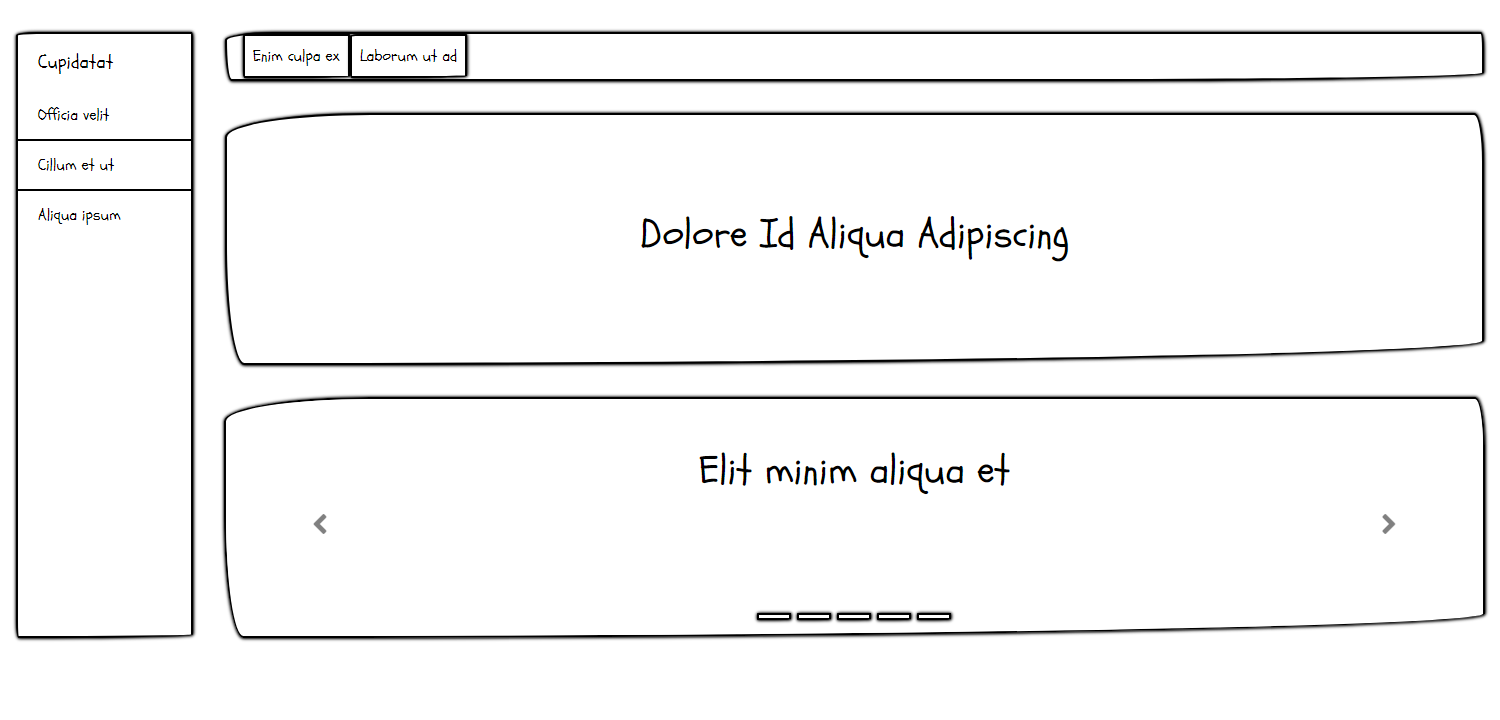 Cupidatat
Officia velit
Cillum et ut
Aliqua ipsum
Enim culpa ex
Laborum ut ad
Dolore Id Aliqua Adipiscing
Elit minim aliqua et